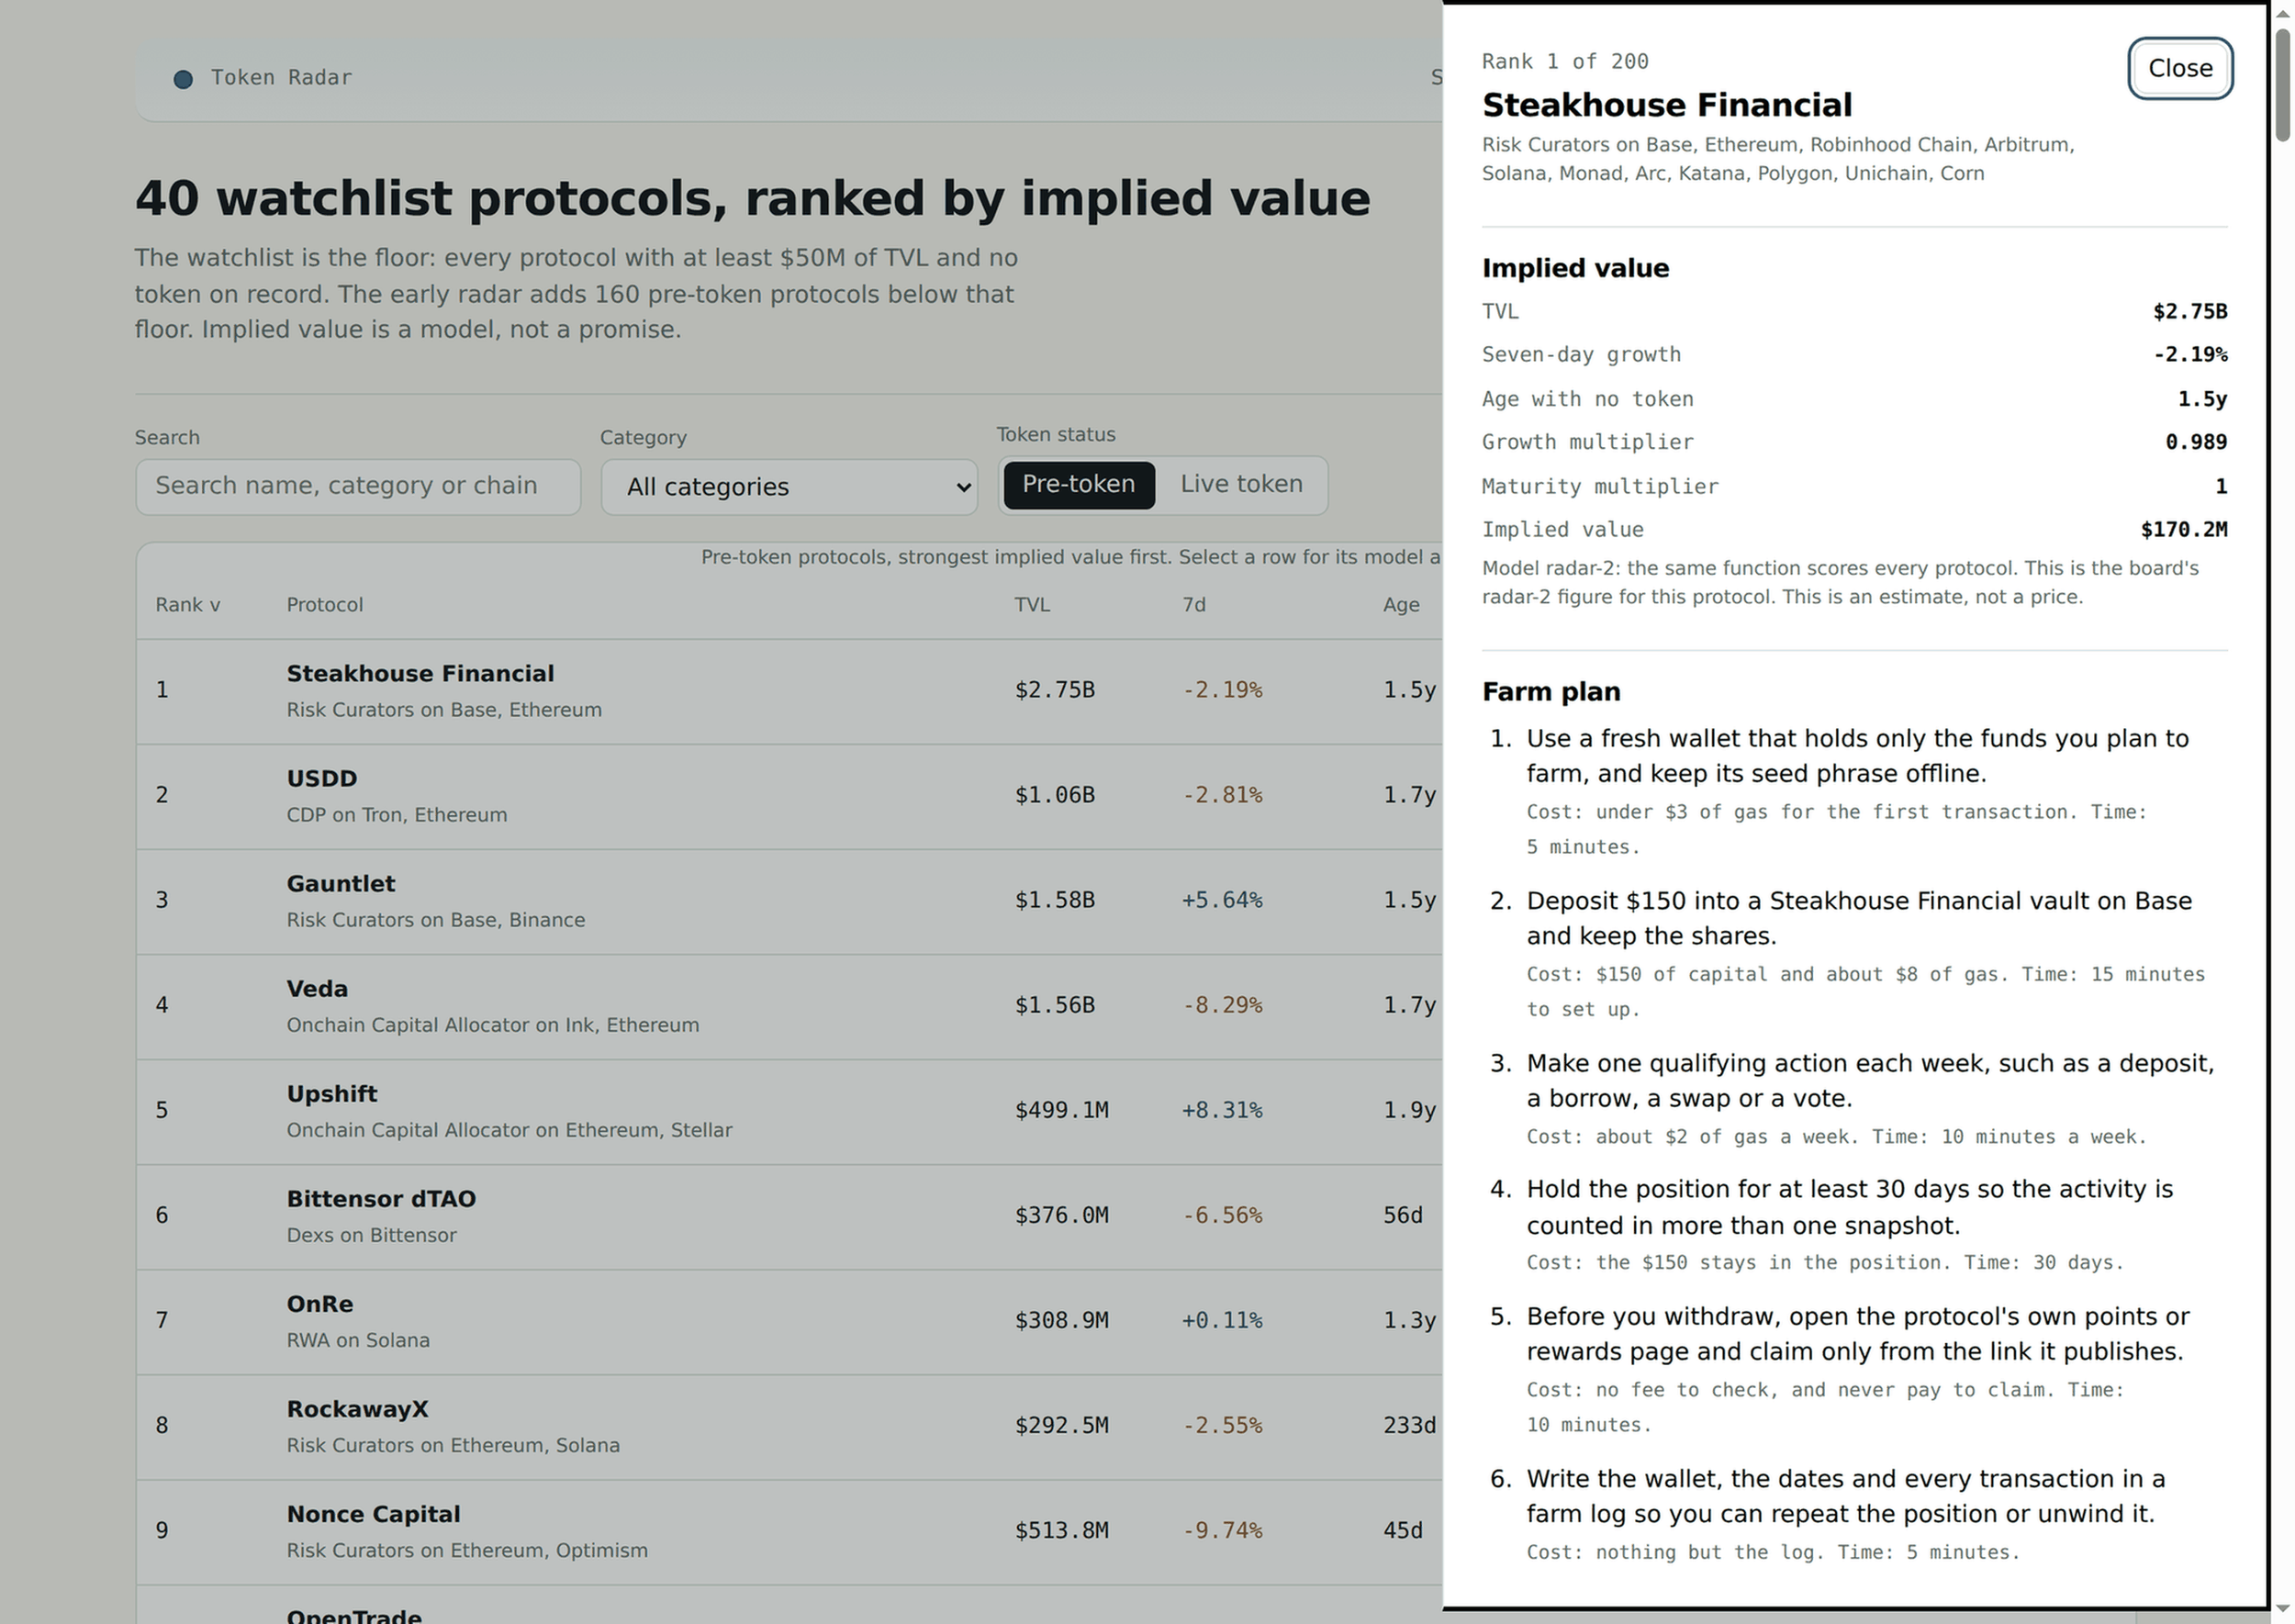 Token Radar
S
40 watchlist protocols, ranked by implied value
The watchlist is the floor: every protocol with at least $50M of TVL and no
token on record. The early radar adds 160 pre-token protocols below that
floor. Implied value is a model, not a promise.
Search
Category
Token status
Search name, category or chain
All categories
Pre-token
Live token
Pre-token protocols, strongest implied value first. Select a row for its model a
Rank v
Protocol
TVL
7d
Age
1
Steakhouse Financial
Risk Curators on Base, Ethereum
$2.75B
-2.19%
1.5y
2
USDD
CDP on Tron, Ethereum
$1.06B
-2.81%
1.7y
3
Gauntlet
Risk Curators on Base, Binance
$1.58B
+5.64%
1.5y
4
Veda
Onchain Capital Allocator on Ink, Ethereum
$1.56B
-8.29%
1.7y
5
Upshift
Onchain Capital Allocator on Ethereum, Stellar
$499.1M
+8.31%
1.9y
6
Bittensor dTAO
Dexs on Bittensor
$376.0M
-6.56%
56d
7
OnRe
RWA on Solana
$308.9M
+0.11%
1.3y
8
RockawayX
Risk Curators on Ethereum, Solana
$292.5M
-2.55%
233d
9
Nonce Capital
Risk Curators on Ethereum, Optimism
$513.8M
-9.74%
45d
OpenTrade
Rank 1 of 200
Close
Steakhouse Financial
Risk Curators on Base, Ethereum, Robinhood Chain, Arbitrum,
Solana, Monad, Arc, Katana, Polygon, Unichain, Corn
Implied value
TVL $2.75B
Seven-day growth -2.19%
Age with no token 1.5y
Growth multiplier 0.989
Maturity multiplier 1
Implied value $170.2M
Model radar-2: the same function scores every protocol. This is the board's
radar-2 figure for this protocol. This is an estimate, not a price.
Farm plan
1. Use a fresh wallet that holds only the funds you plan to
farm, and keep its seed phrase offline.
Cost: under $3 of gas for the first transaction. Time:
5 minutes.
2. Deposit $150 into a Steakhouse Financial vault on Base
and keep the shares.
Cost: $150 of capital and about $8 of gas. Time: 15 minutes
to set up.
3. Make one qualifying action each week, such as a deposit,
a borrow, a swap or a vote.
Cost: about $2 of gas a week. Time: 10 minutes a week.
4. Hold the position for at least 30 days so the activity is
counted in more than one snapshot.
Cost: the $150 stays in the position. Time: 30 days.
5. Before you withdraw, open the protocol's own points or
rewards page and claim only from the link it publishes.
Cost: no fee to check, and never pay to claim. Time:
10 minutes.
6. Write the wallet, the dates and every transaction in a
farm log so you can repeat the position or unwind it.
Cost: nothing but the log. Time: 5 minutes.